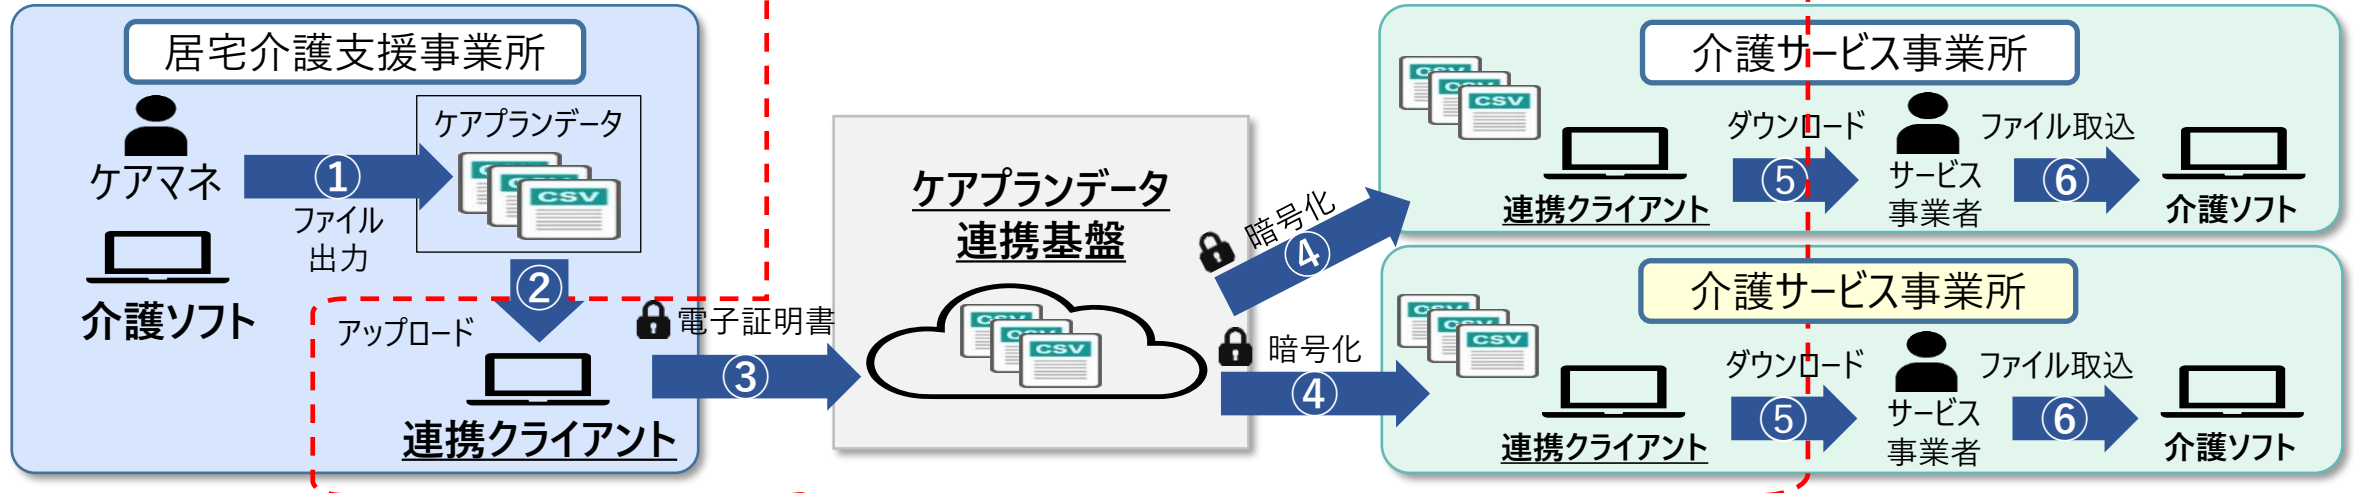 居宅介護支援事業所
ケアマネ
①
ファイル
出力
ケアプランデータ
CSV
CSV
CSV
介護ソフト
②
アップロード
連携クライアント
電子証明書
③
ケアプランデータ
連携基盤
CSV
CSV
CSV
暗号化
④
暗号化
④
介護サービス事業所
CSV
CSV
CSV
連携クライアント
ダウンロード
⑤
サービス
事業者
ファイル取込
⑥
介護ソフト
介護サービス事業所
CSV
CSV
CSV
連携クライアント
ダウンロード
⑤
サービス
事業者
ファイル取込
⑥
介護ソフト